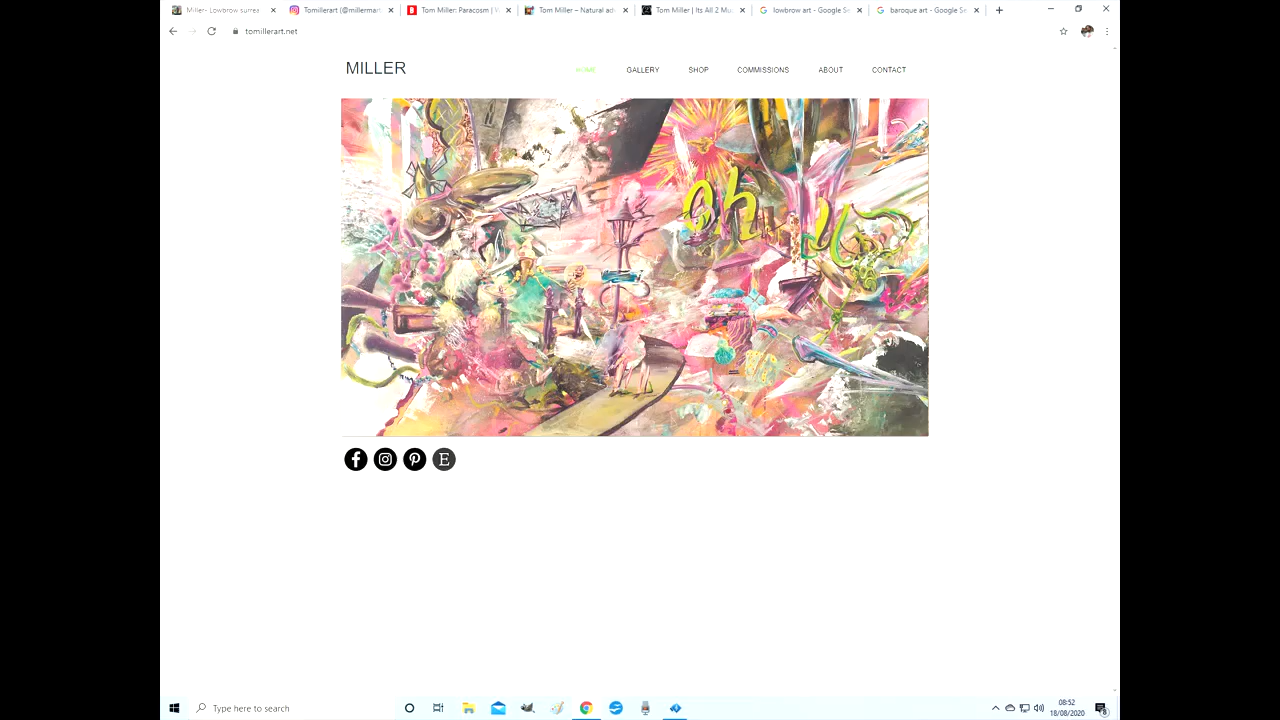 Miller- Lowbrow surrea
Tomillerart (@millermart
Tom Miller: Paracosm | V
Tom Miller – Natural ad
Tom Miller | Its All 2 Mu
lowbrow art - Google Se
baroque art - Google Se
tomillerart.net
MILLER
HOME GALLERY SHOP COMMISSIONS ABOUT CONTACT
oh
E
Type here to search
08:52
18/08/2020